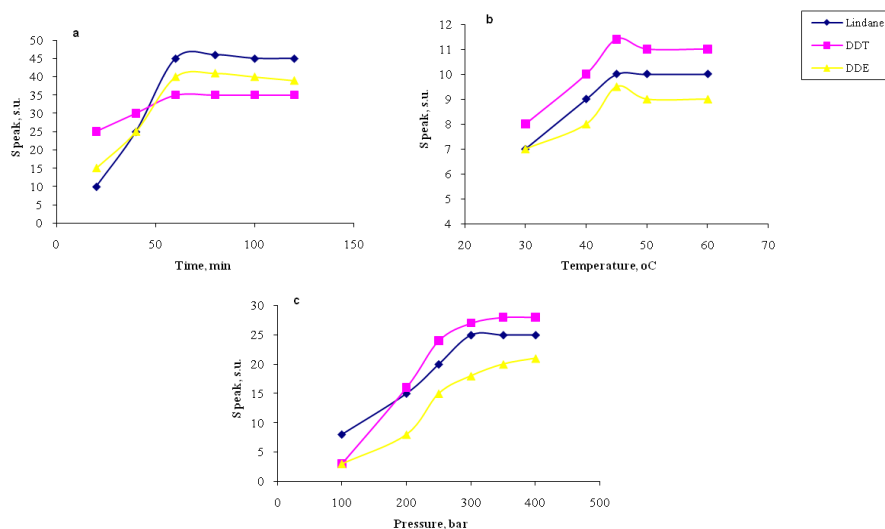 a
50
45
40
35
30
25
20
15
10
5
0
0 50 100 150
S peak, s.u.
Time, min
b
12
11
10
9
8
7
6
5
4
20 30 40 50 60 70
S peak, s.u.
Temperature, oC
Lindane
DDT
DDE
c
30
25
20
15
10
5
0
0 100 200 300 400 500
S peak, s.u.
Pressure, bar